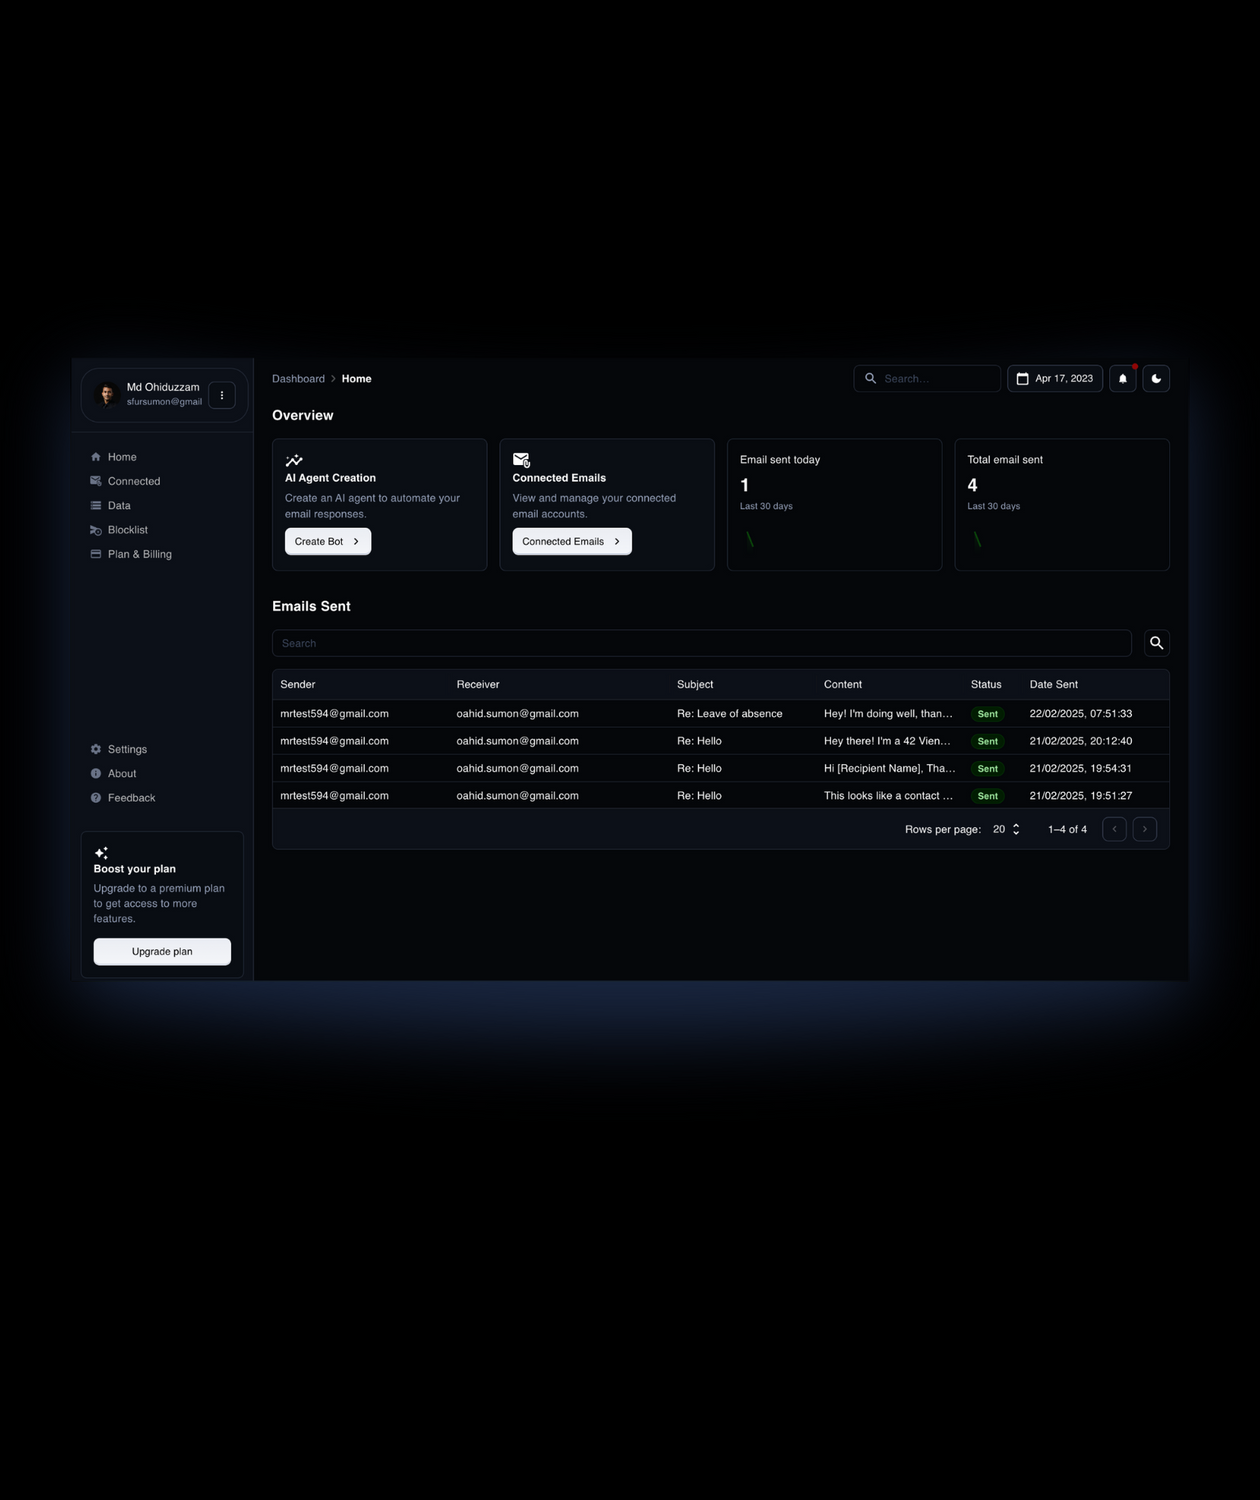 Md Ohiduzzam
sfursumon@gmail
Home
Connected
Data
Blocklist
Plan & Billing
Settings
About
Feedback
Boost your plan
Upgrade to a premium plan
to get access to more
features.
Upgrade plan
Dashboard > Home
Search...
Apr 17, 2023
Overview
AI Agent Creation
Create an AI agent to automate your
email responses.
Create Bot
Connected Emails
View and manage your connected
email accounts.
Connected Emails
Email sent today
1
Last 30 days
Total email sent
4
Last 30 days
Emails Sent
Search
Sender Receiver Subject Content Status Date Sent
mrtest594@gmail.com oahid.sumon@gmail.com Re: Leave of absence Hey! I'm doing well, than... Sent 22/02/2025, 07:51:33
mrtest594@gmail.com oahid.sumon@gmail.com Re: Hello Hey there! I'm a 42 Vien... Sent 21/02/2025, 20:12:40
mrtest594@gmail.com oahid.sumon@gmail.com Re: Hello Hi [Recipient Name], Tha... Sent 21/02/2025, 19:54:31
mrtest594@gmail.com oahid.sumon@gmail.com Re: Hello This looks like a contact ... Sent 21/02/2025, 19:51:27
Rows per page: 20 1–4 of 4